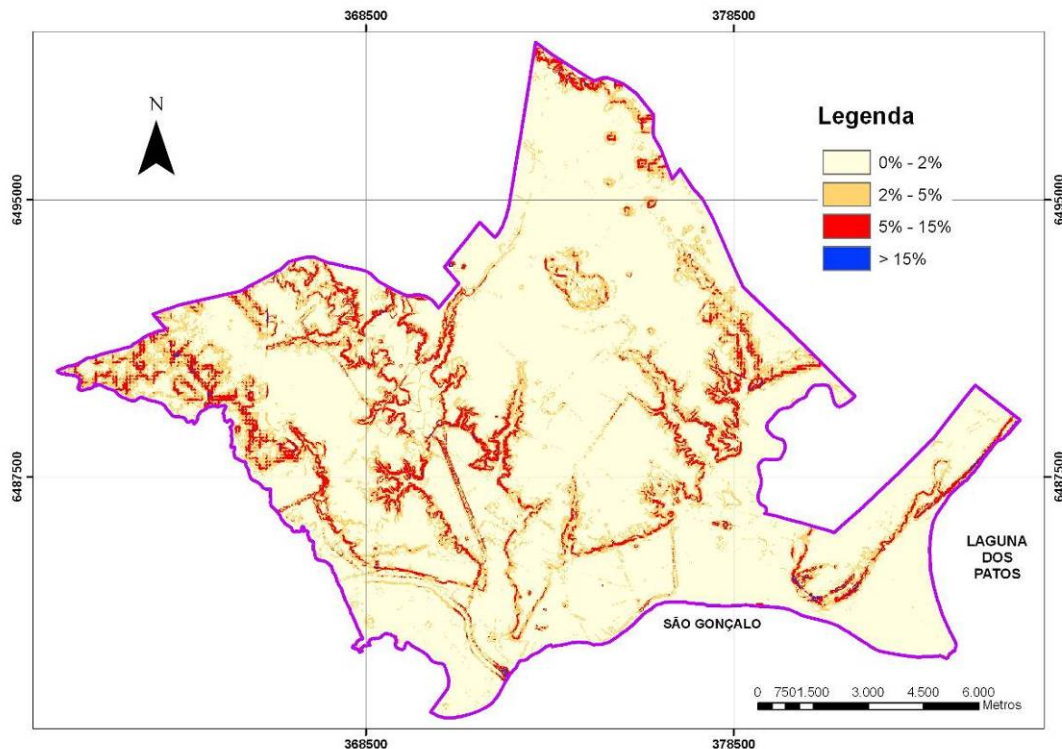 368500
378500
N
Legenda
0% - 2%
2% - 5%
5% - 15%
> 15%
6495000
6495000
6487500
6487500
LAGUNA
DOS
PATOS
SÃO GONÇALO
0 7501.500 3.000 4.500 6.000
Metros
368500
378500